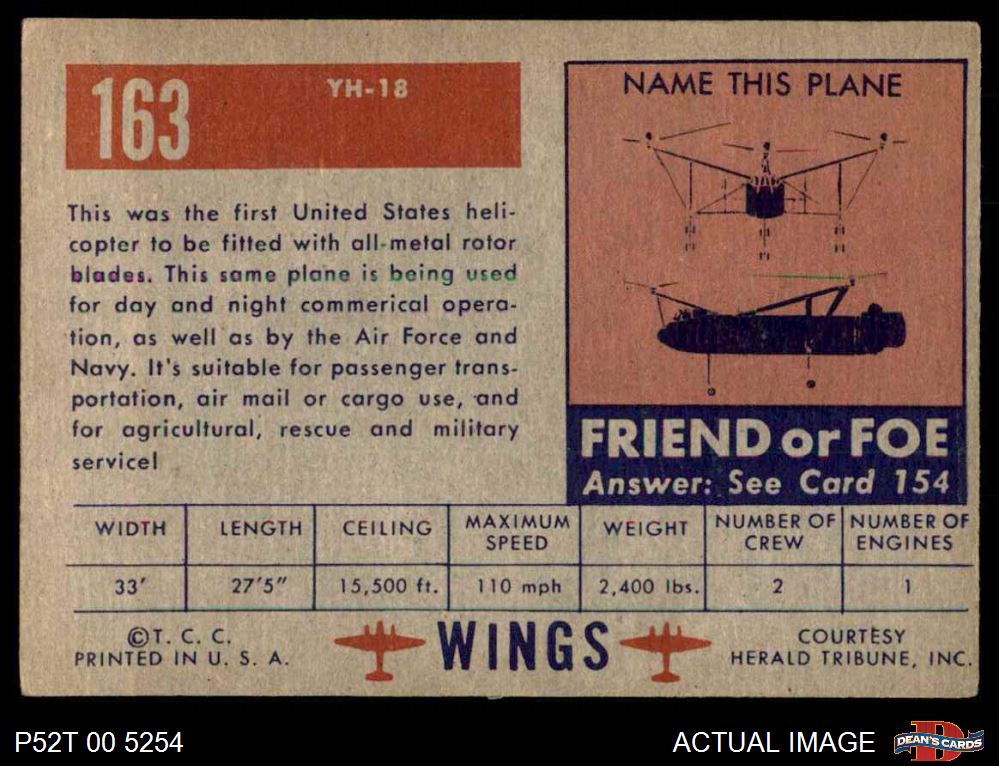 163
YH-18
This was the first United States heli-
copter to be fitted with all-metal rotor
blades. This same plane is being used
for day and night commerical opera-
tion, as well as by the Air Force and
Navy. It's suitable for passenger trans-
portation, air mail or cargo use, and
for agricultural, rescue and military
service!
NAME THIS PLANE
FRIEND or FOE
Answer: See Card 154
WIDTH LENGTH CEILING MAXIMUM SPEED WEIGHT NUMBER OF CREW NUMBER OF ENGINES
33' 27'5" 15,500 ft. 110 mph 2,400 lbs. 2 1
©T. C. C.
PRINTED IN U. S. A.
WINGS
COURTESY
HERALD TRIBUNE, INC.
P52T 00 5254
ACTUAL IMAGE
D
DEAN'S CARDS